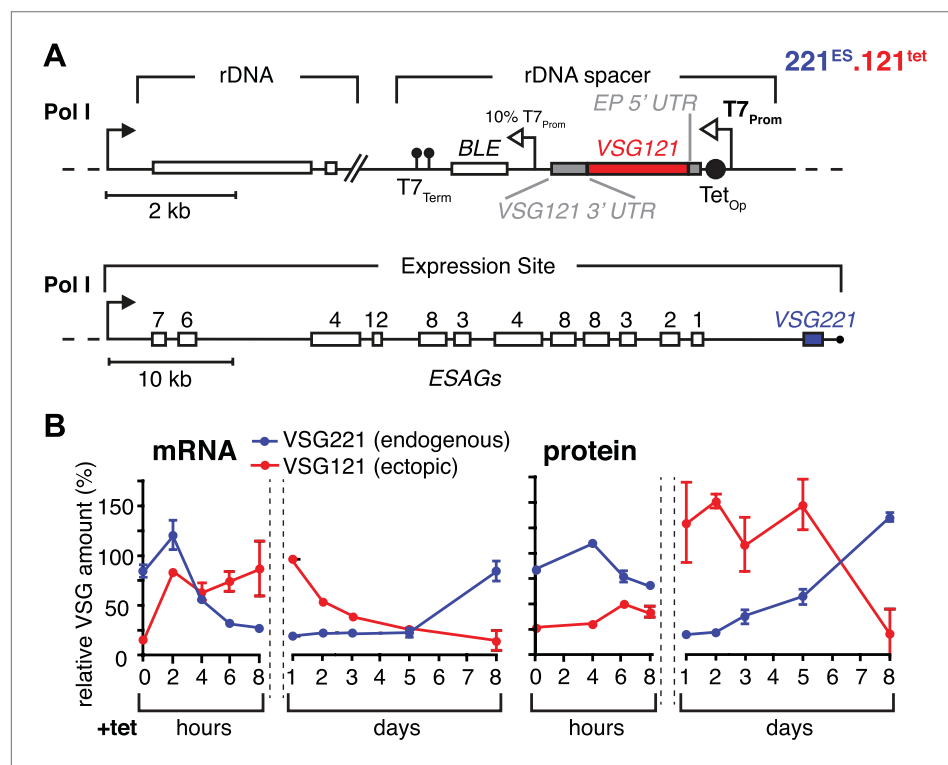 A
221ES.121tet
rDNA
rDNA spacer
Pol I
EP 5’ UTR
T7Prom
10% T7Prom
BLE
VSG121
T7Term
VSG121 3’ UTR
TetOp
2 kb
Expression Site
Pol I
7 6 4 12 8 3 4 8 8 3 2 1
VSG221
10 kb
ESAGs
B
mRNA
VSG221 (endogenous)
VSG121 (ectopic)
protein
relative VSG amount (%)
150
100
50
0
0 2 4 6 8
1 2 3 4 5 6 7 8
0 2 4 6 8
1 2 3 4 5 6 7 8
+tet
hours
days
hours
days